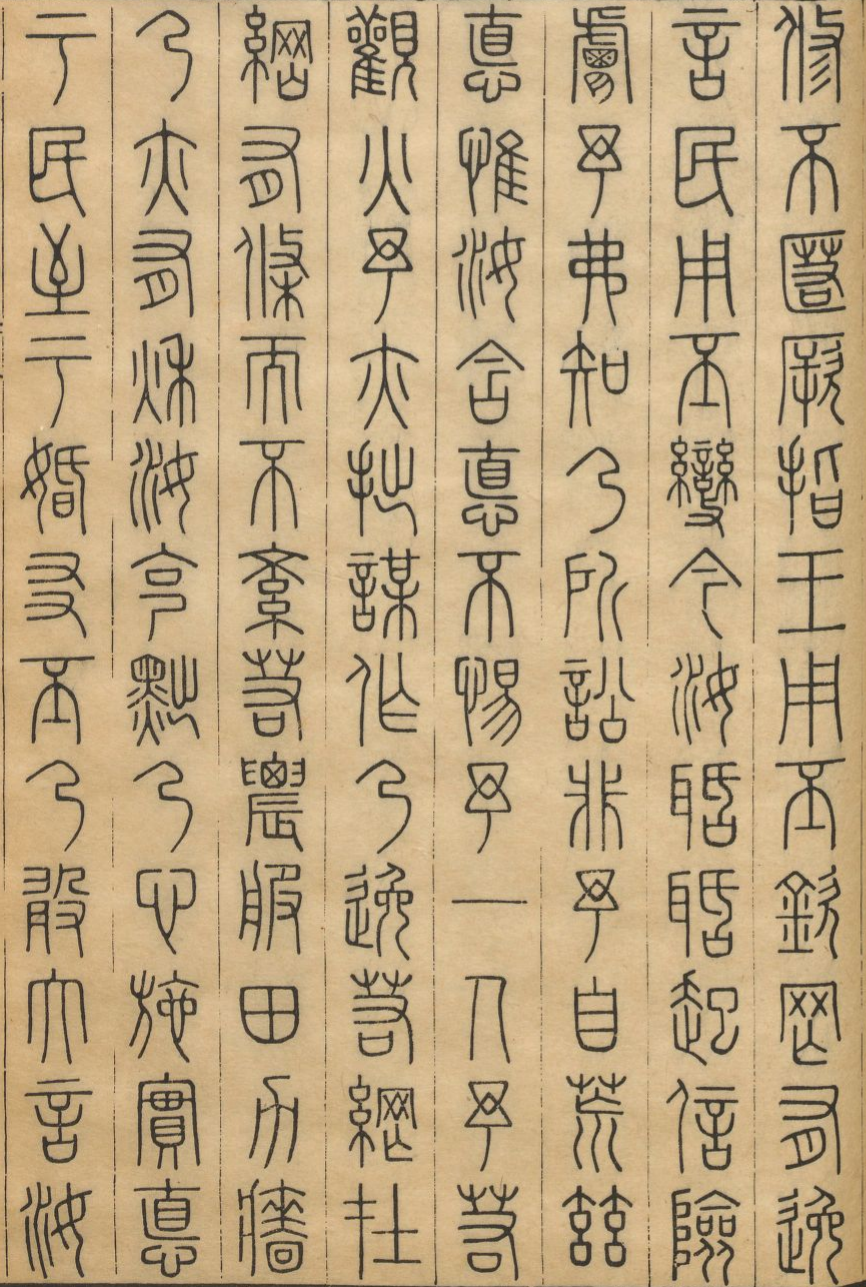 修不匿厥指王用丕欽罔有逸
言民用丕變今汝聒聒起信險
膚予弗知乃所訟非予自荒茲
悳惟汝含悳不惕予一人予若
觀火予亦拙謀作乃逸若網在
綱有條而不紊若農服田力穡
乃亦有秋汝克黜乃心施實悳
于民至于婚友丕乃敢大言汝